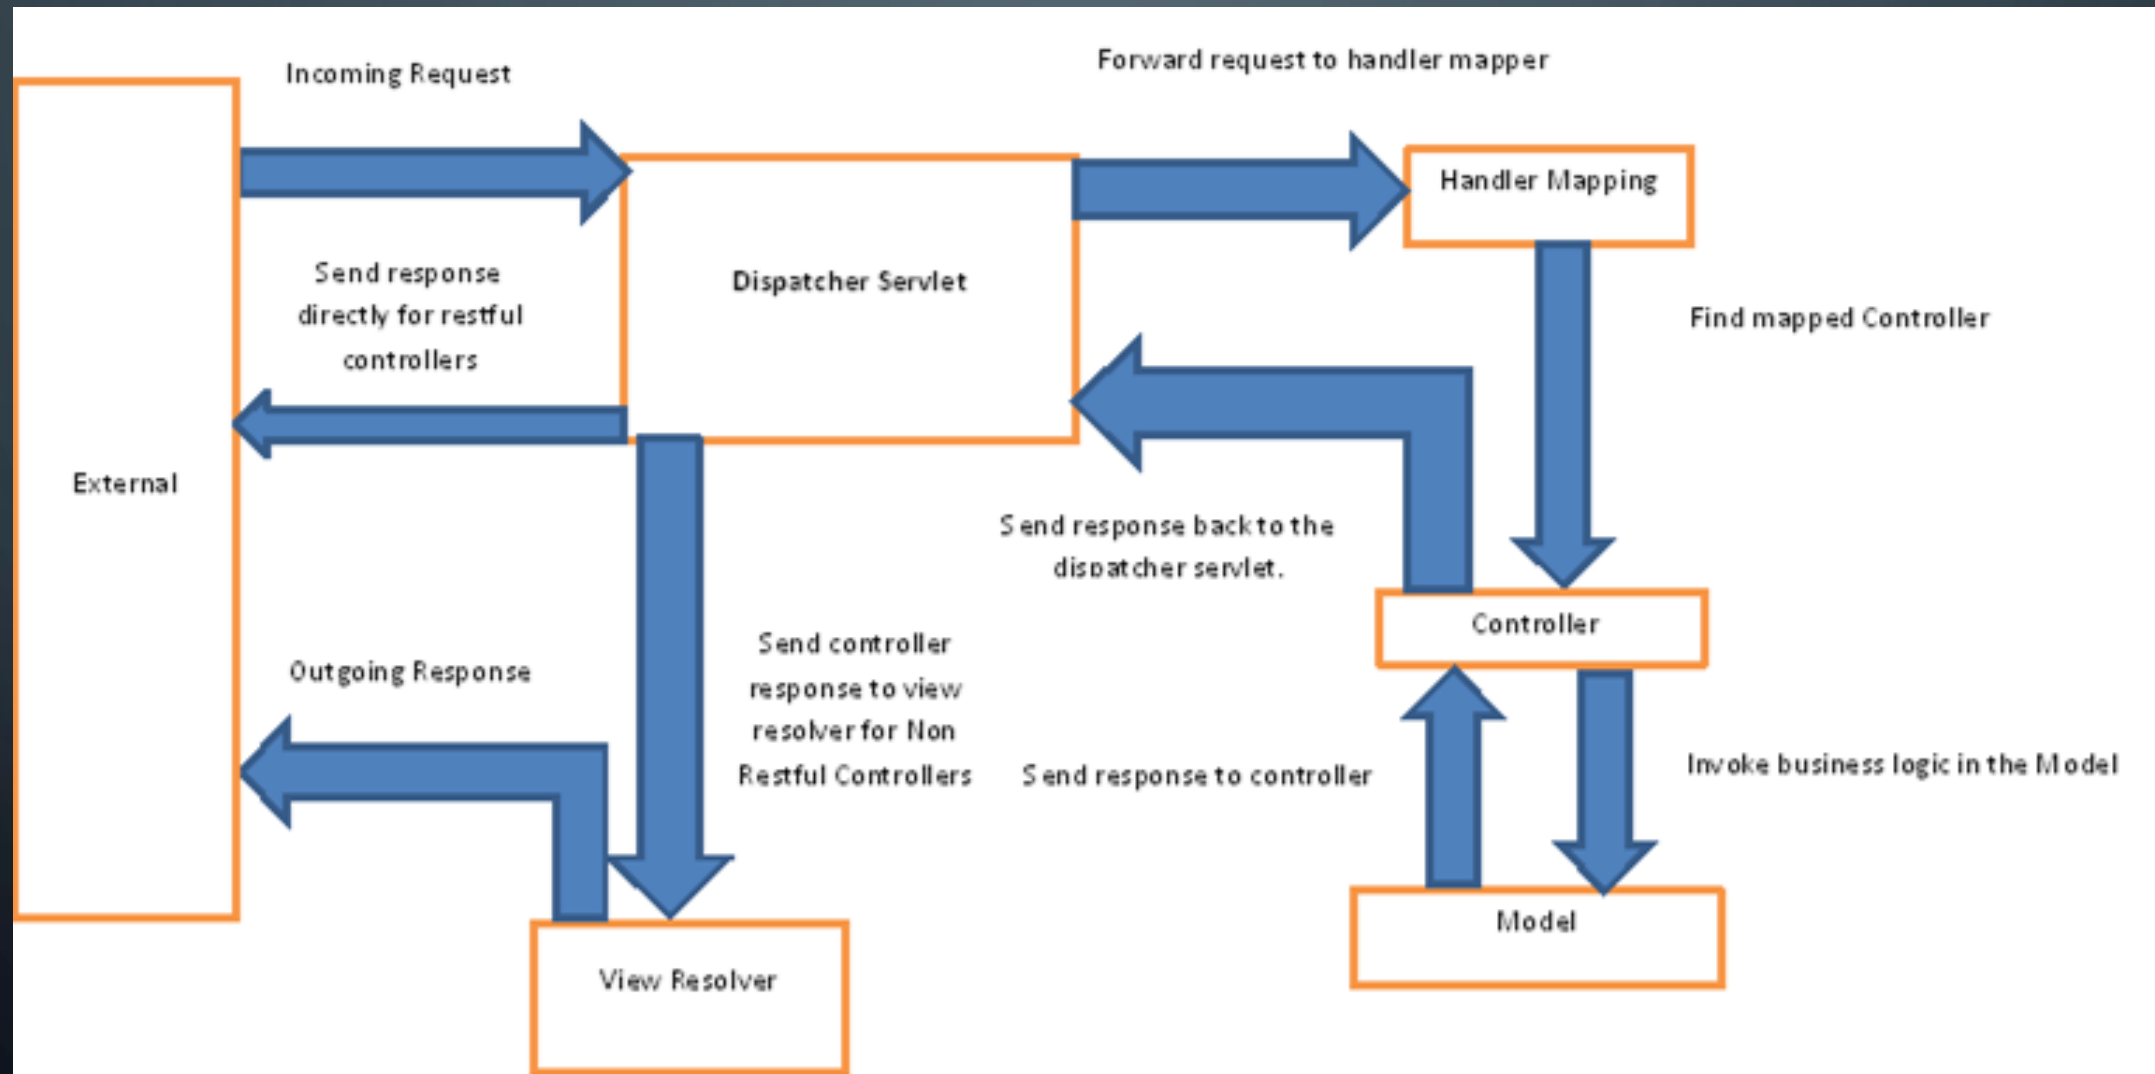 Incoming Request
Forward request to handler mapper
Handler Mapping
Send response
directly for restful
controllers
Dispatcher Servlet
Find mapped Controller
External
Send response back to the
dispatcher servlet.
Controller
Outgoing Response
Send controller
response to view
resolver for Non
Restful Controllers
Send response to controller
Invoke business logic in the Model
Model
View Resolver